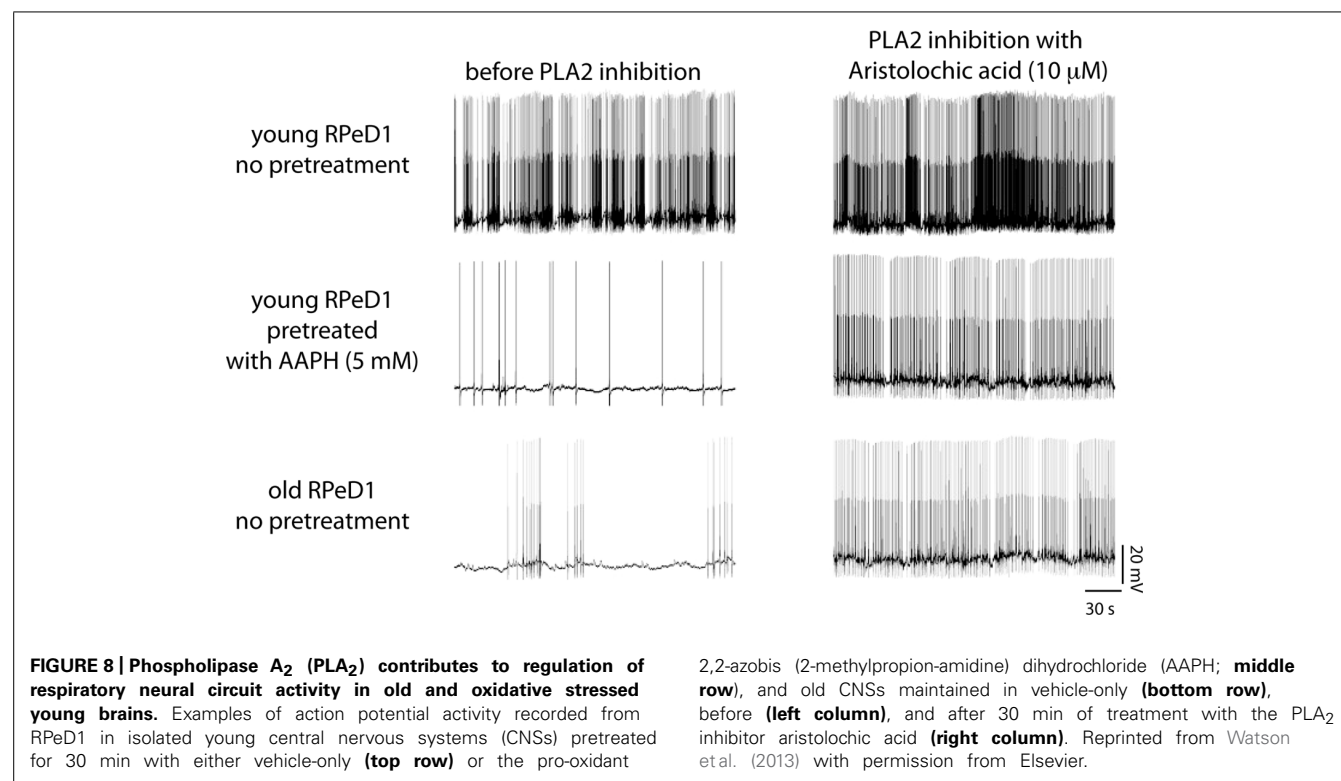 before PLA2 inhibition
PLA2 inhibition with
Aristolochic acid (10 μM)
young RPeD1
no pretreatment
young RPeD1
pretreated
with AAPH (5 mM)
old RPeD1
no pretreatment
20 mV
30 s
FIGURE 8 | Phospholipase A2 (PLA2) contributes to regulation of
respiratory neural circuit activity in old and oxidative stressed
young brains. Examples of action potential activity recorded from
RPeD1 in isolated young central nervous systems (CNSs) pretreated
for 30 min with either vehicle-only (top row) or the pro-oxidant
2,2-azobis (2-methylpropion-amidine) dihydrochloride (AAPH; middle
row), and old CNSs maintained in vehicle-only (bottom row),
before (left column), and after 30 min of treatment with the PLA2
inhibitor aristolochic acid (right column). Reprinted from Watson
et al. (2013) with permission from Elsevier.